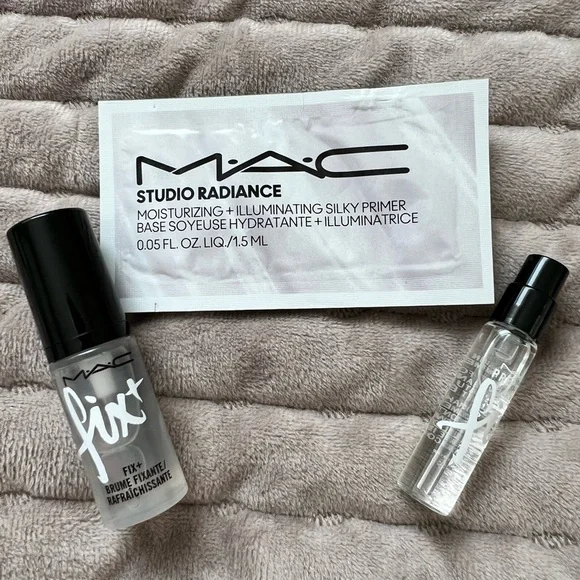 M·A·C
STUDIO RADIANCE
MOISTURIZING + ILLUMINATING SILKY PRIMER
BASE SOYEUSE HYDRATANTE + ILLUMINATRICE
0.05 FL. OZ. LIQ./1.5 ML
MAC
fix+
FIX+
BRUME FIXANTE/
RAFRAÎCHISSANTE